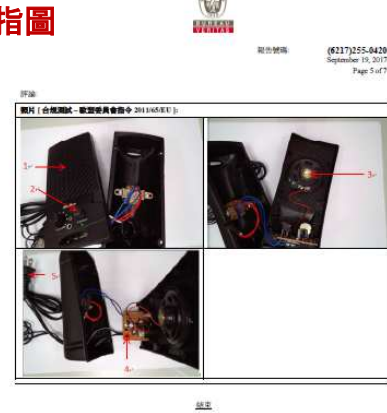 指圖
BUREAU
VERITAS
報告號碼: (6217)255-0420
September 19, 2017
Page 5 of 7
評論:
照片 [ 合規測試 – 歐盟委員會指令 2011/65/EU ]:
1
2
3
5
4
結束